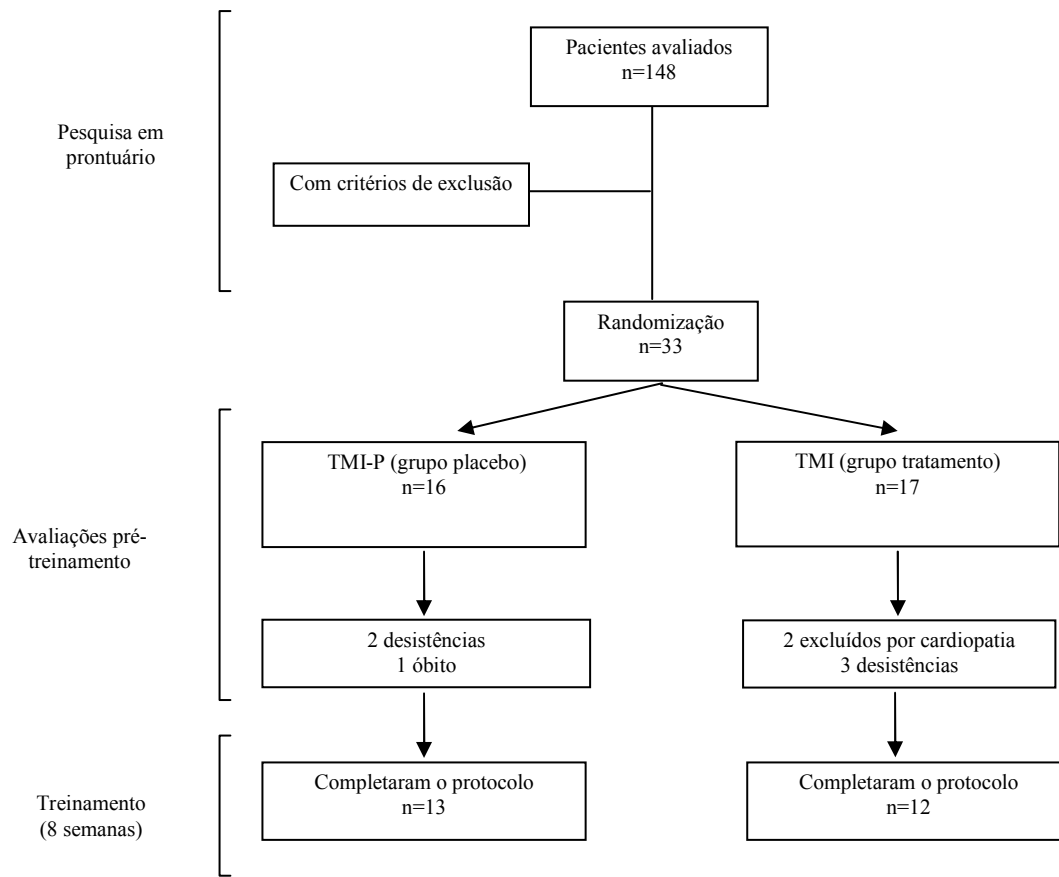 Pacientes avaliados
n=148
Pesquisa em
prontuário
Com critérios de exclusão
Randomização
n=33
TMI-P (grupo placebo)
n=16
TMI (grupo tratamento)
n=17
Avaliações pré-
treinamento
2 desistências
1 óbito
2 excluídos por cardiopatia
3 desistências
Completaram o protocolo
n=13
Completaram o protocolo
n=12
Treinamento
(8 semanas)